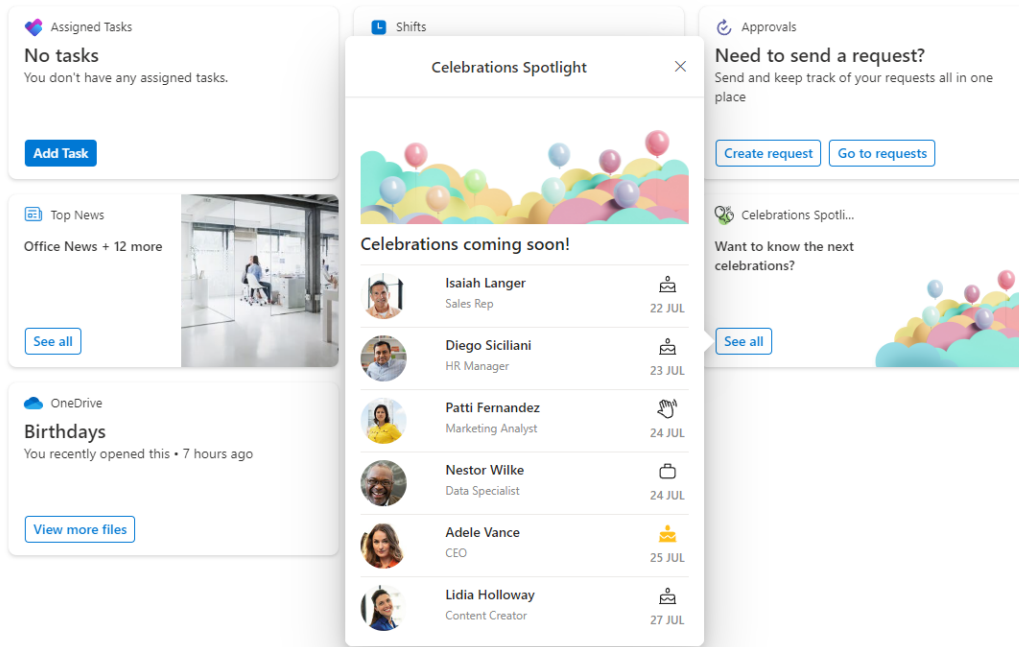 Assigned Tasks
No tasks
You don't have any assigned tasks.
Add Task
Shifts
Approvals
Need to send a request?
Send and keep track of your requests all in one
place
Create request
Go to requests
Top News
Office News + 12 more
See all
Celebrations Spotli...
Want to know the next
celebrations?
See all
OneDrive
Birthdays
You recently opened this • 7 hours ago
View more files
Celebrations Spotlight
Celebrations coming soon!
Isaiah Langer
Sales Rep
22 JUL
Diego Siciliani
HR Manager
23 JUL
Patti Fernandez
Marketing Analyst
24 JUL
Nestor Wilke
Data Specialist
24 JUL
Adele Vance
CEO
25 JUL
Lidia Holloway
Content Creator
27 JUL